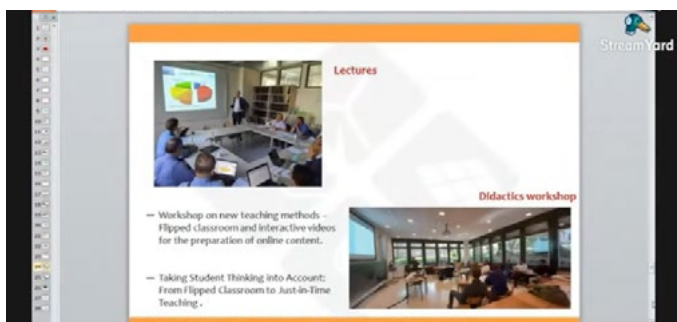 StreamYard
Lectures
Didactics workshop
— Workshop on new teaching methods –
Flipped classroom and interactive videos
for the preparation of online content.
— Taking Student Thinking into Account:
From Flipped Classroom to Just-in-Time
Teaching .